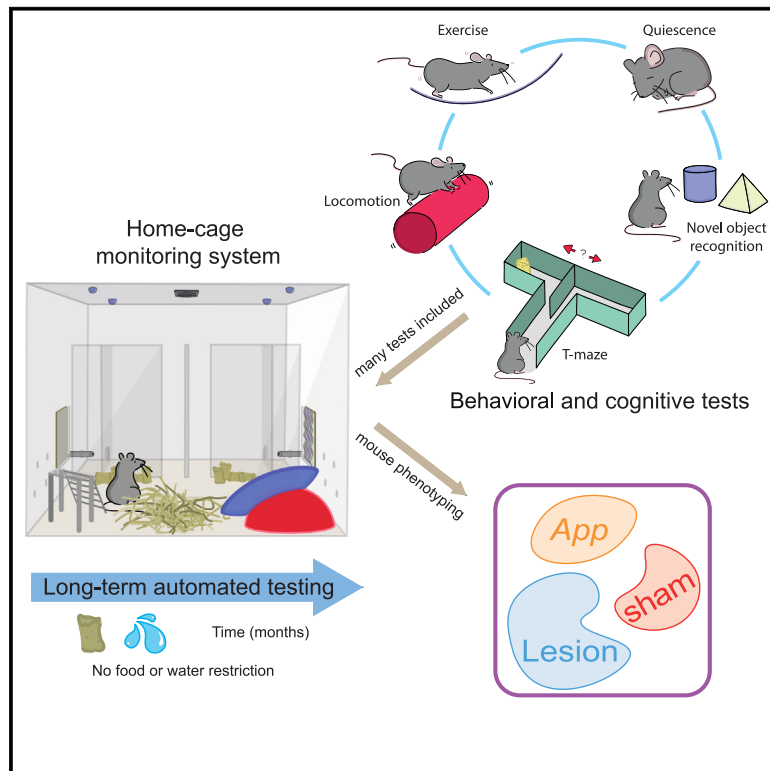 Exercise
Quiescence
Locomotion
Novel object
recognition
?
T-maze
Behavioral and cognitive tests
Home-cage
monitoring system
many tests included
mouse phenotyping
Long-term automated testing
Time (months)
No food or water restriction
App
sham
Lesion